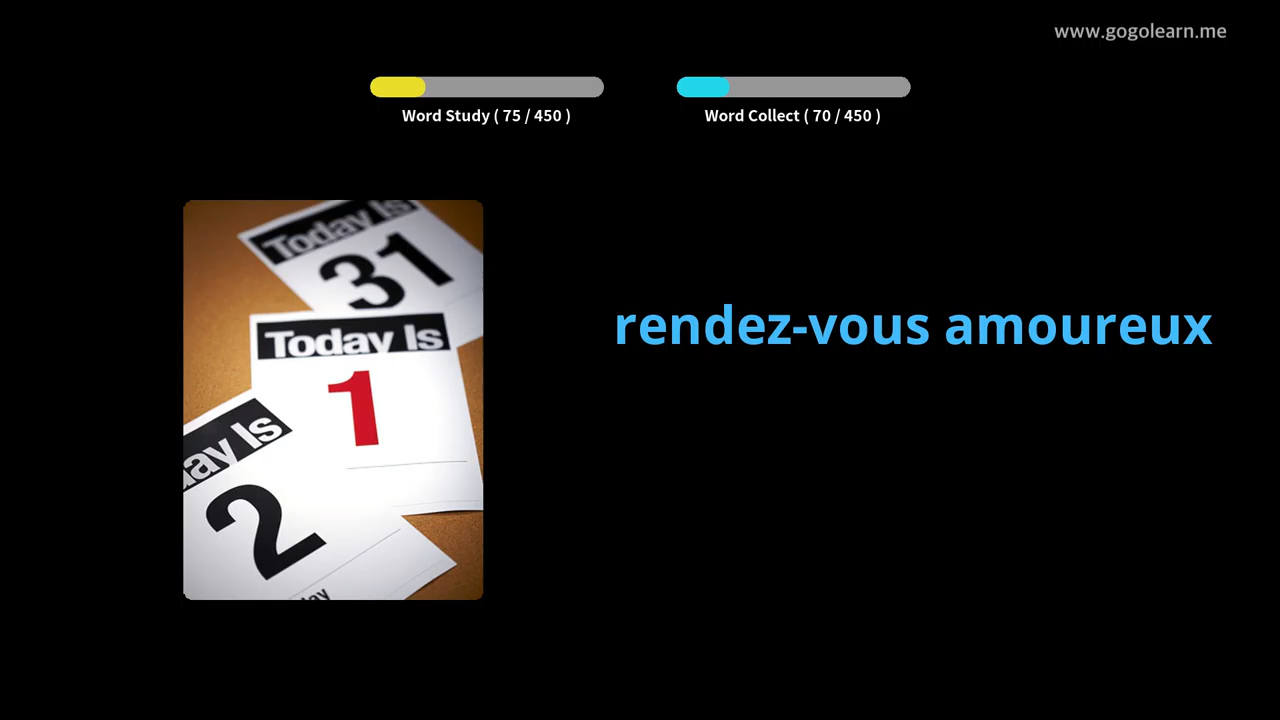 www.gogolearn.me
Word Study ( 75 / 450 )
Word Collect ( 70 / 450 )
Today Is
31
Today Is
1
ay Is
2
day
rendez-vous amoureux